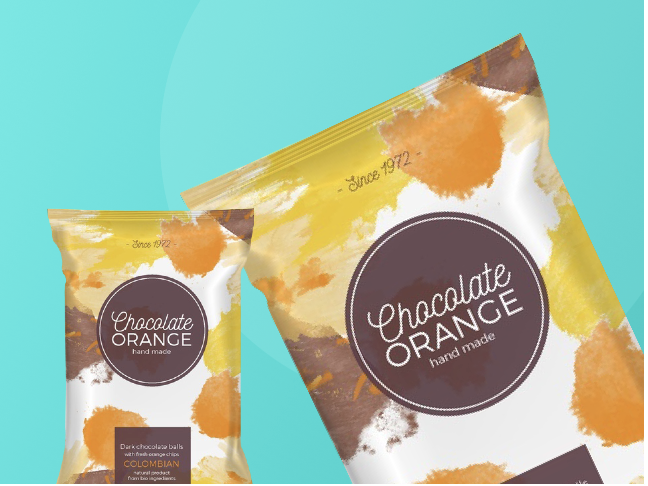 - Since 1972 -
Chocolate
ORANGE
hand made
Dark chocolate balls
with fresh orange chips
COLOMBIAN
natural product
from bio ingredients.
- Since 1972 -
Chocolate
ORANGE
hand made